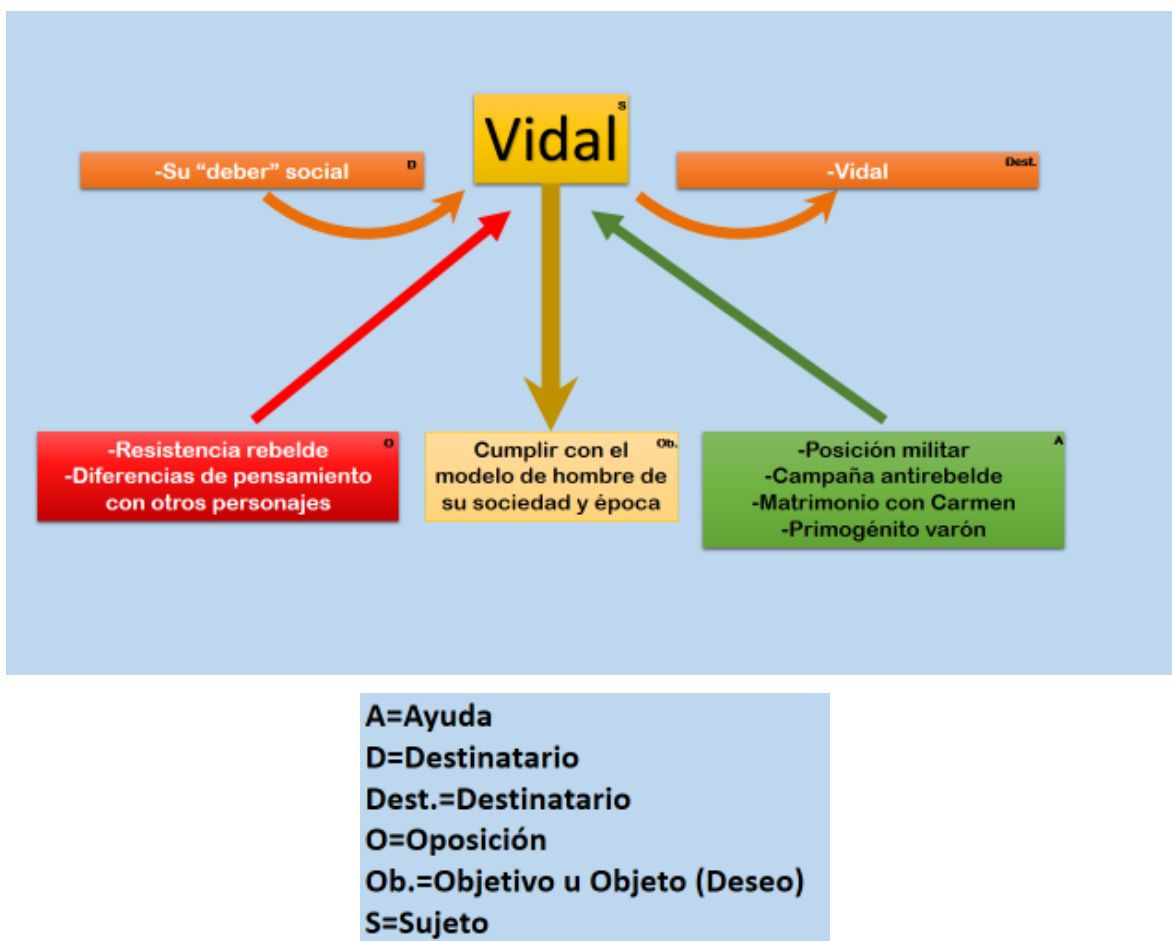 Vidal
S
-Su “deber” social
D
-Vidal
Dest.
-Resistencia rebelde
-Diferencias de pensamiento
con otros personajes
O
Cumplir con el
modelo de hombre de
su sociedad y época
Ob.
-Posición militar
-Campaña antirebelde
-Matrimonio con Carmen
-Primogénito varón
A
A=Ayuda
D=Destinatario
Dest.=Destinatario
O=Oposición
Ob.=Objetivo u Objeto (Deseo)
S=Sujeto